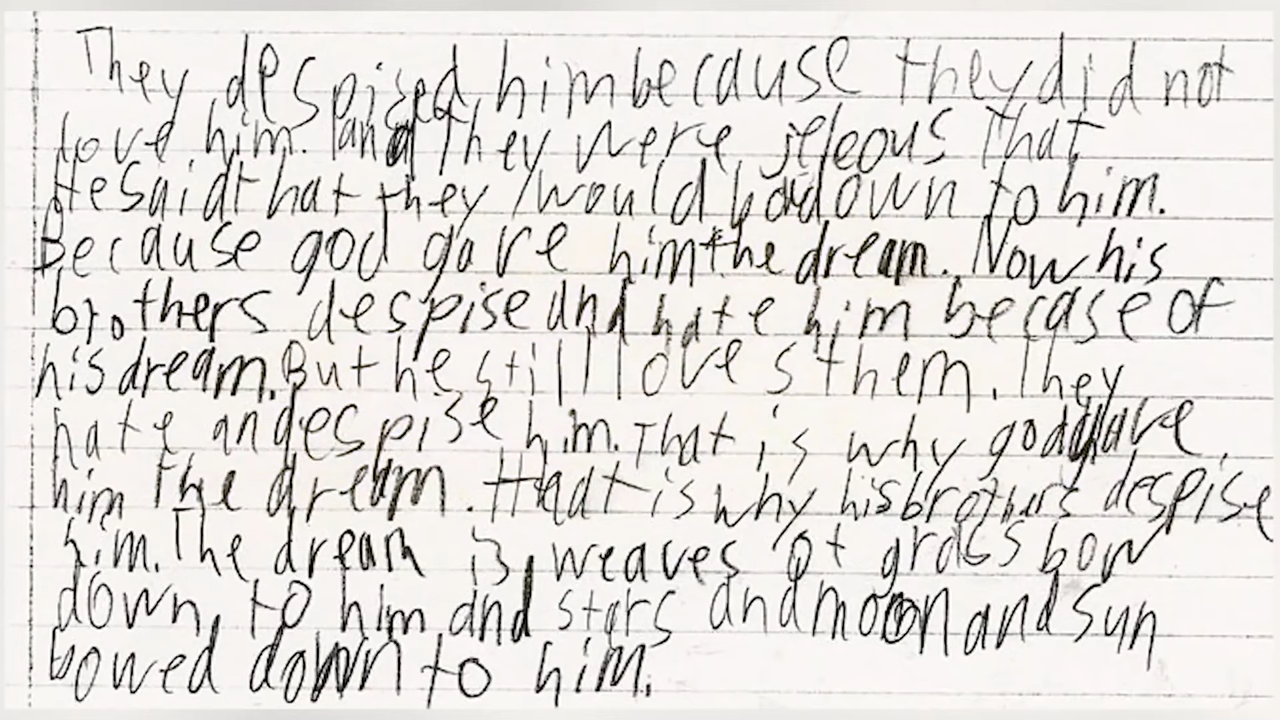 They despised him because they did not
love him. and They were jeleous That
He said that they would bow down to him.
Because god gave him the dream. Now his
brothers despise and hate him becase of
his dream. But he still loves them. They
hate an despise him. That is why god gave
him The dream. that is why his brothers despise
him. The dream is weaves of grass bow
down to him and stars and moon and sun
bowed down to him.